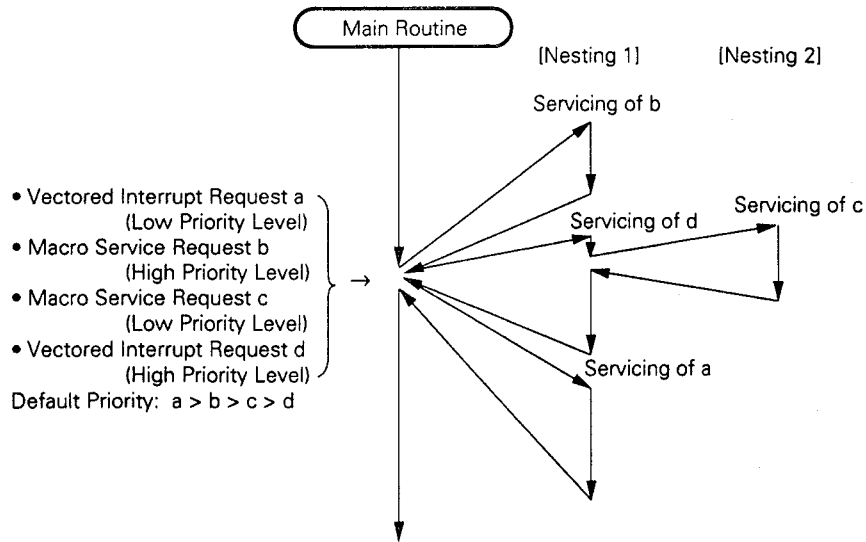 Main Routine
[Nesting 1]
[Nesting 2]
Servicing of b
• Vectored Interrupt Request a
(Low Priority Level)
• Macro Service Request b
(High Priority Level)
• Macro Service Request c
(Low Priority Level)
• Vectored Interrupt Request d
(High Priority Level)
Default Priority: a > b > c > d
→
Servicing of d
Servicing of c
Servicing of a